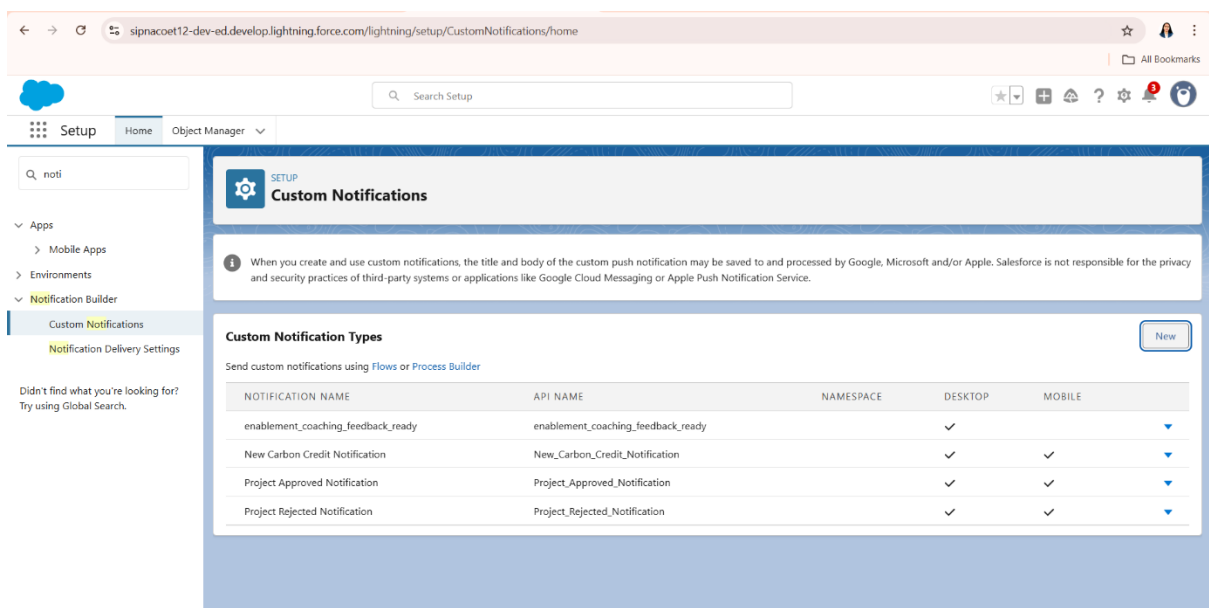 sipnacoet12-dev-ed.develop.lightning.force.com/lightning/setup/CustomNotifications/home
All Bookmarks
Search Setup
3
Setup Home Object Manager
noti
SETUP
Custom Notifications
Apps
Mobile Apps
Environments
Notification Builder
Custom Notifications
Notification Delivery Settings
Didn't find what you're looking for?
Try using Global Search.
When you create and use custom notifications, the title and body of the custom push notification may be saved to and processed by Google, Microsoft and/or Apple. Salesforce is not responsible for the privacy
and security practices of third-party systems or applications like Google Cloud Messaging or Apple Push Notification Service.
Custom Notification Types New
Send custom notifications using Flows or Process Builder
NOTIFICATION NAME API NAME NAMESPACE DESKTOP MOBILE
enablement_coaching_feedback_ready enablement_coaching_feedback_ready
New Carbon Credit Notification New_Carbon_Credit_Notification
Project Approved Notification Project_Approved_Notification
Project Rejected Notification Project_Rejected_Notification